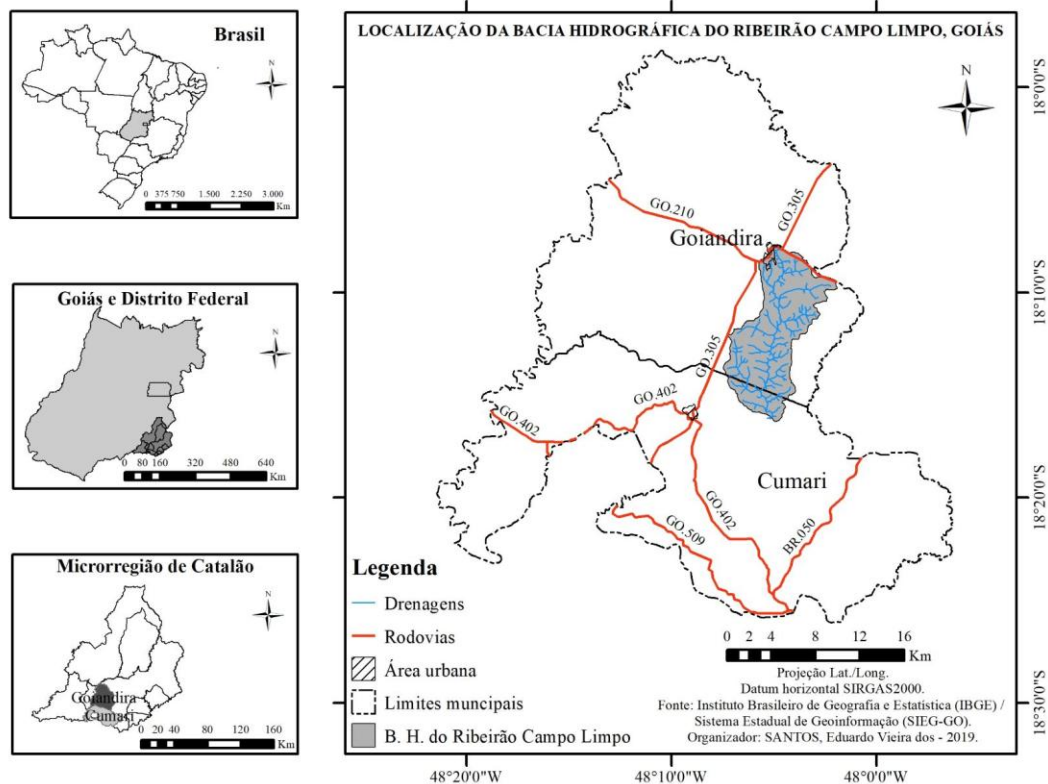 Brasil
N
0 375 750 1.500 2.250 3.000
Km
Goiás e Distrito Federal
N
0 80 160 320 480 640
Km
Microrregião de Catalão
N
Goiandira
Cumari
0 20 40 80 120 160
Km
LOCALIZAÇÃO DA BACIA HIDROGRÁFICA DO RIBEIRÃO CAMPO LIMPO, GOIÁS
N
GO.210
GO.305
Goiandira
GO.305
GO.402
GO.402
Cumari
GO.402
GO.509
BR.050
Legenda
Drenagens
Rodovias
Área urbana
Limites muncipais
B. H. do Ribeirão Campo Limpo
0 2 4 8 12 16
Km
Projeção Lat./Long.
Datum horizontal SIRGAS2000.
Fonte: Instituto Brasileiro de Geografia e Estatística (IBGE) /
Sistema Estadual de Geoinformação (SIEG-GO).
Organizador: SANTOS, Eduardo Vieira dos - 2019.
18°0'0"S
18°10'0"S
18°20'0"S
18°30'0"S
48°20'0"W 48°10'0"W 48°0'0"W